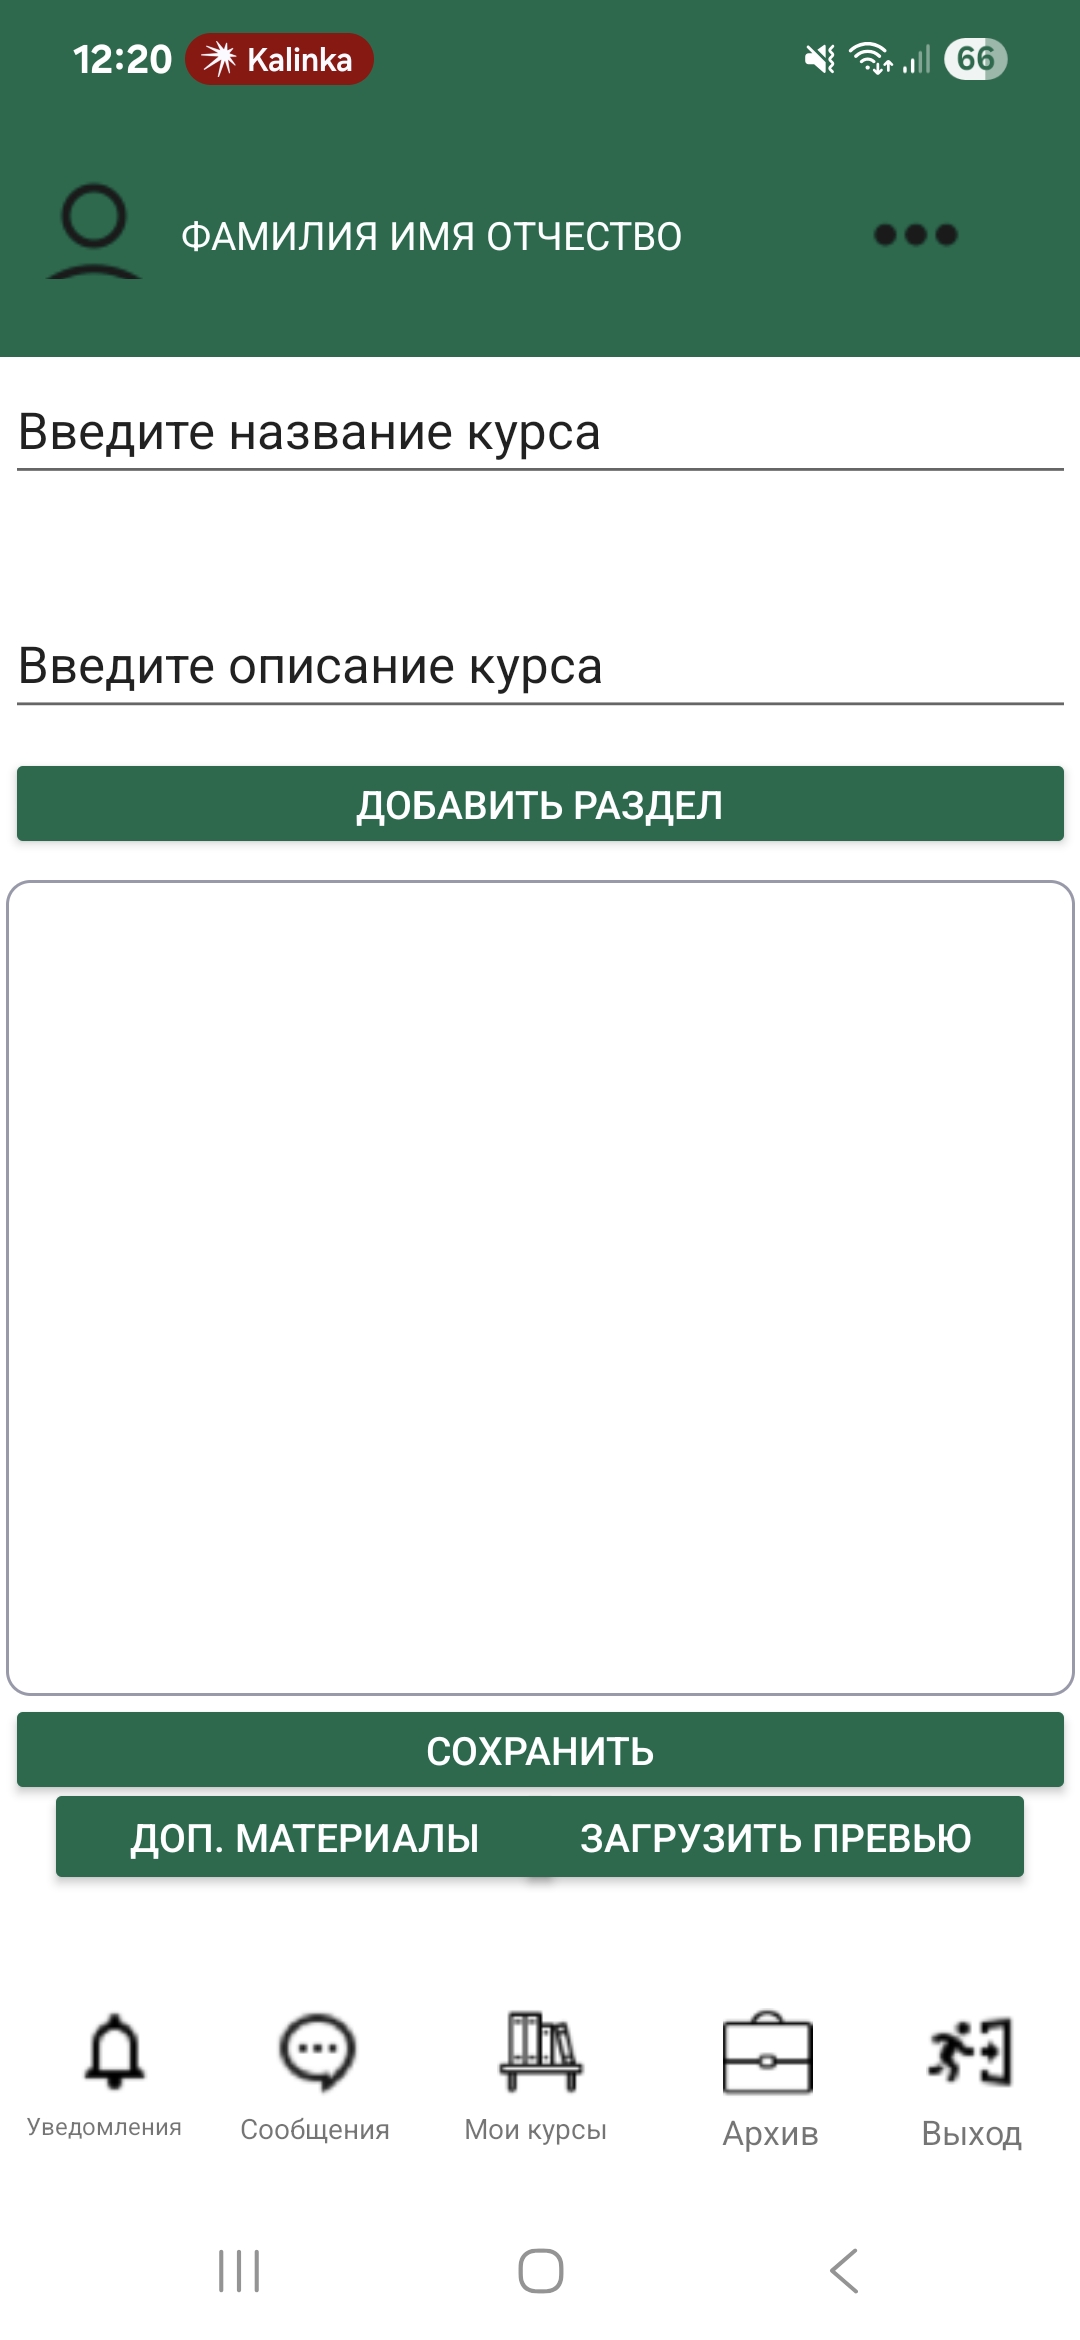 12:20 Kalinka 66
ФАМИЛИЯ ИМЯ ОТЧЕСТВО
Введите название курса
Введите описание курса
ДОБАВИТЬ РАЗДЕЛ
СОХРАНИТЬ
ДОП. МАТЕРИАЛЫ ЗАГРУЗИТЬ ПРЕВЬЮ
Уведомления Сообщения Мои курсы Архив Выход